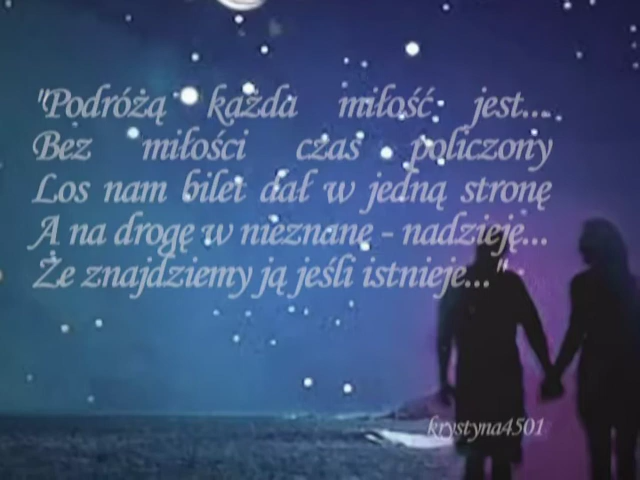 "Podróżą każda miłość jest....
Bez miłości czas policzony
Los nam bilet dał w jedną stronę
A na drogę w nieznane - nadzieję...
Że znajdziemy ją jeśli istnieje..."
krystyna4501